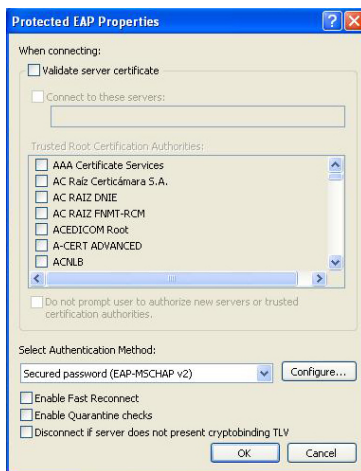 Protected EAP Properties
When connecting:
Validate server certificate
Connect to these servers:
Trusted Root Certification Authorities:
AAA Certificate Services
AC Raíz Certicámara S.A.
AC RAIZ DNIE
AC RAIZ FNMT-RCM
ACEDICOM Root
A-CERT ADVANCED
ACNLB
Do not prompt user to authorize new servers or trusted
certification authorities.
Select Authentication Method:
Secured password (EAP-MSCHAP v2)
Configure...
Enable Fast Reconnect
Enable Quarantine checks
Disconnect if server does not present cryptobinding TLV
OK
Cancel